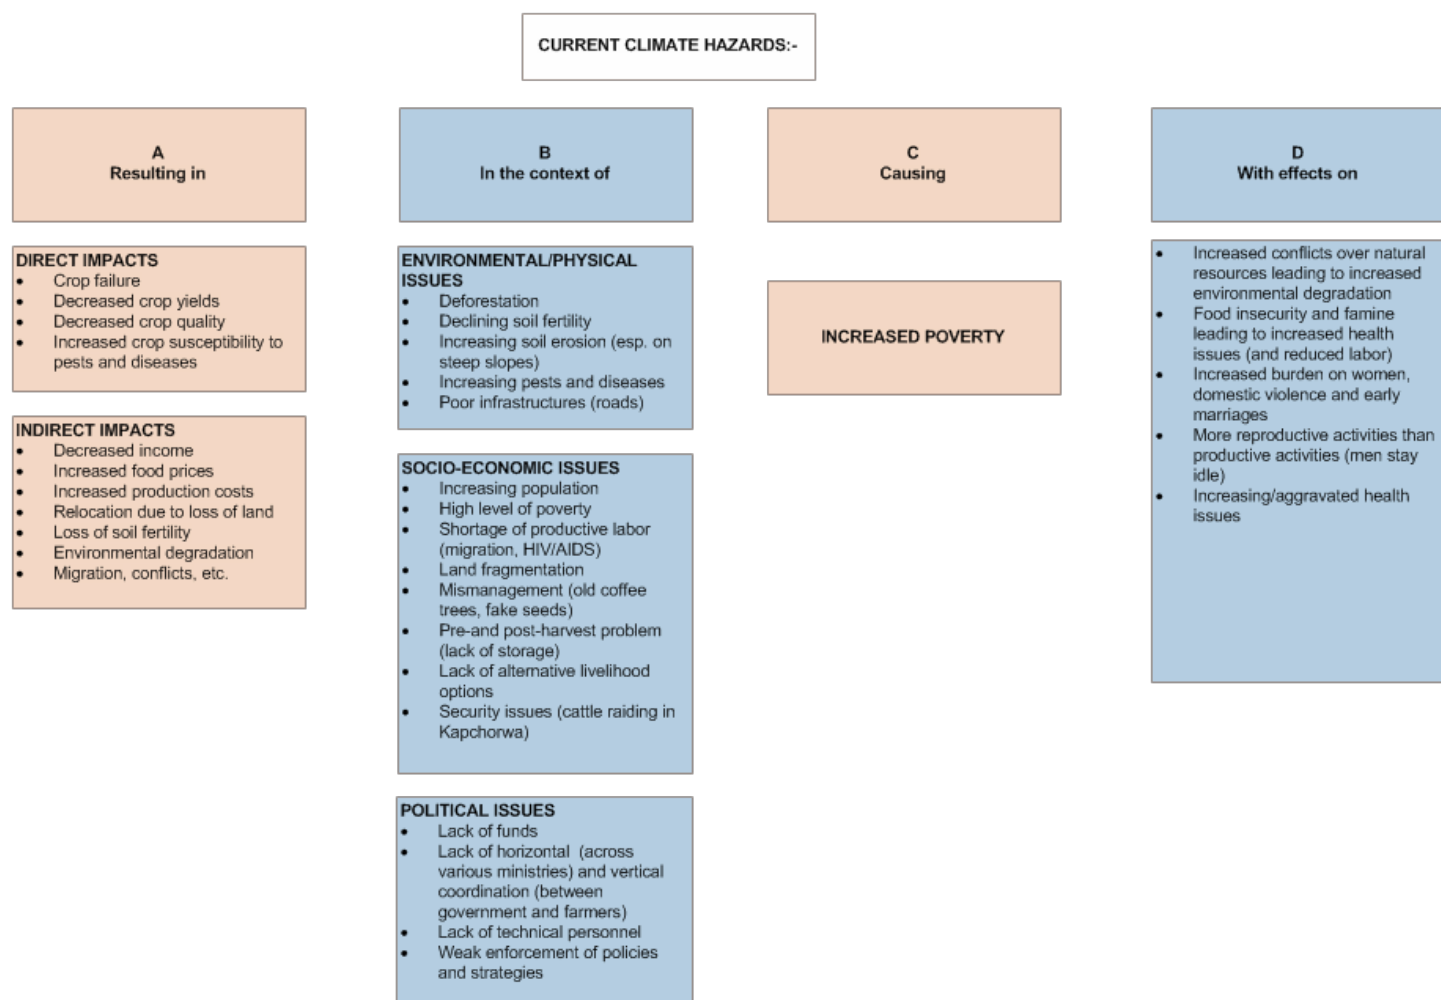 CURRENT CLIMATE HAZARDS:-
A
Resulting in
B
In the context of
C
Causing
D
With effects on
DIRECT IMPACTS
• Crop failure
• Decreased crop yields
• Decreased crop quality
• Increased crop susceptibility to
pests and diseases
INDIRECT IMPACTS
• Decreased income
• Increased food prices
• Increased production costs
• Relocation due to loss of land
• Loss of soil fertility
• Environmental degradation
• Migration, conflicts, etc.
ENVIRONMENTAL/PHYSICAL
ISSUES
• Deforestation
• Declining soil fertility
• Increasing soil erosion (esp. on
steep slopes)
• Increasing pests and diseases
• Poor infrastructures (roads)
SOCIO-ECONOMIC ISSUES
• Increasing population
• High level of poverty
• Shortage of productive labor
(migration, HIV/AIDS)
• Land fragmentation
• Mismanagement (old coffee
trees, fake seeds)
• Pre-and post-harvest problem
(lack of storage)
• Lack of alternative livelihood
options
• Security issues (cattle raiding in
Kapchorwa)
POLITICAL ISSUES
• Lack of funds
• Lack of horizontal (across
various ministries) and vertical
coordination (between
government and farmers)
• Lack of technical personnel
• Weak enforcement of policies
and strategies
INCREASED POVERTY
• Increased conflicts over natural
resources leading to increased
environmental degradation
• Food insecurity and famine
leading to increased health
issues (and reduced labor)
• Increased burden on women,
domestic violence and early
marriages
• More reproductive activities than
productive activities (men stay
idle)
• Increasing/aggravated health
issues